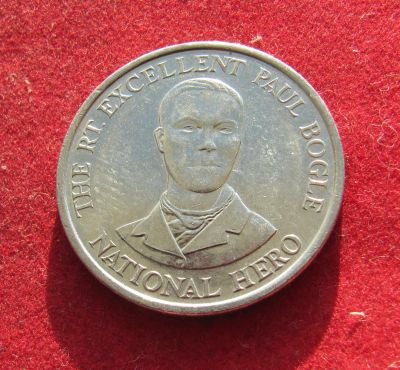 THE RT. EXCELLENT PAUL BOGLE
NATIONAL HERO